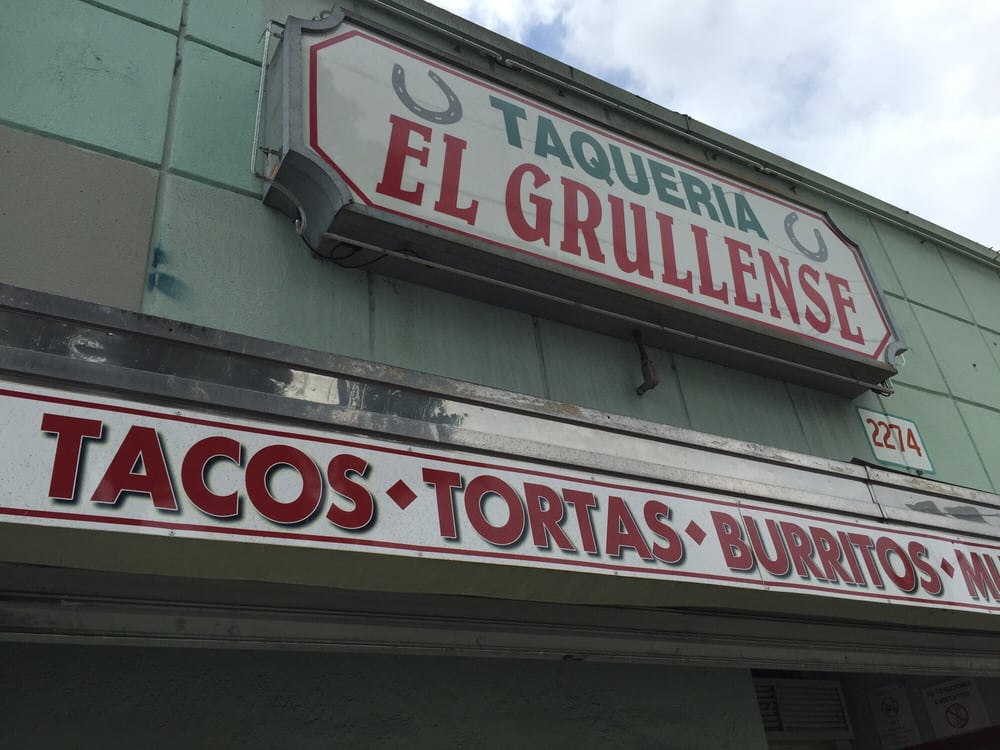 TAQUERIA
EL GRULLENSE
2274
TACOS ♦ TORTAS ♦ BURRITOS ♦